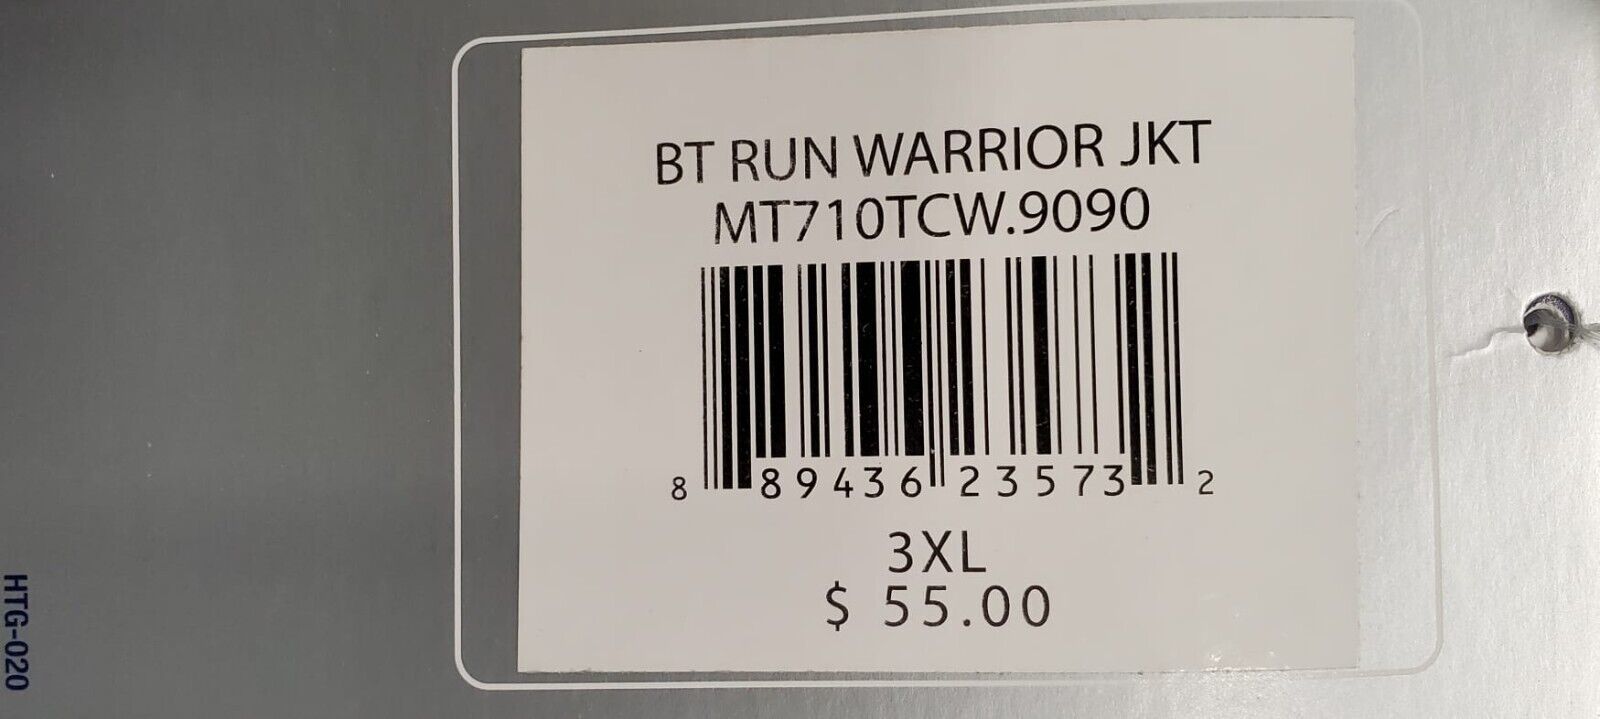 BT RUN WARRIOR JKT
MT710TCW.9090
8 89436 23573 2
3XL
$ 55.00
HTG-020